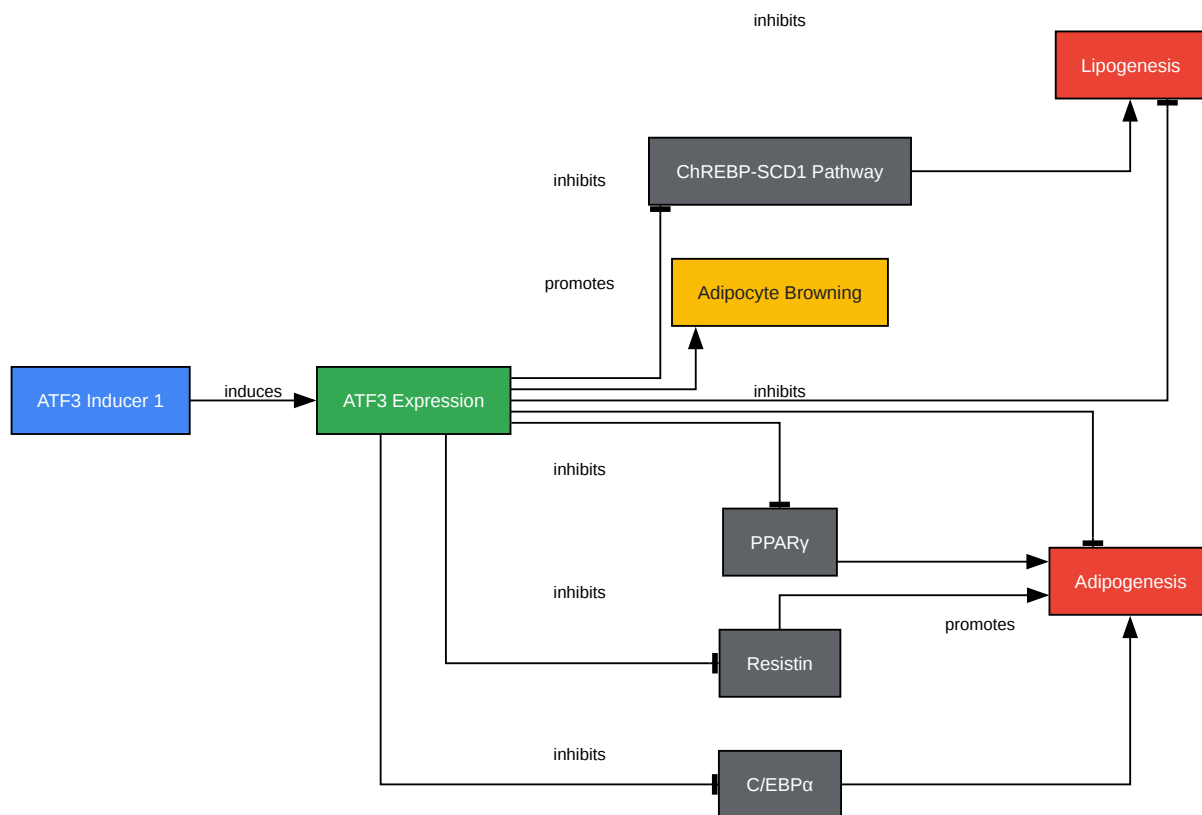 inhibits
Lipogenesis
ChREBP-SCD1 Pathway
inhibits
promotes
Adipocyte Browning
ATF3 Inducer 1
induces
ATF3 Expression
inhibits
inhibits
PPARγ
Adipogenesis
inhibits
promotes
Resistin
inhibits
C/EBPα